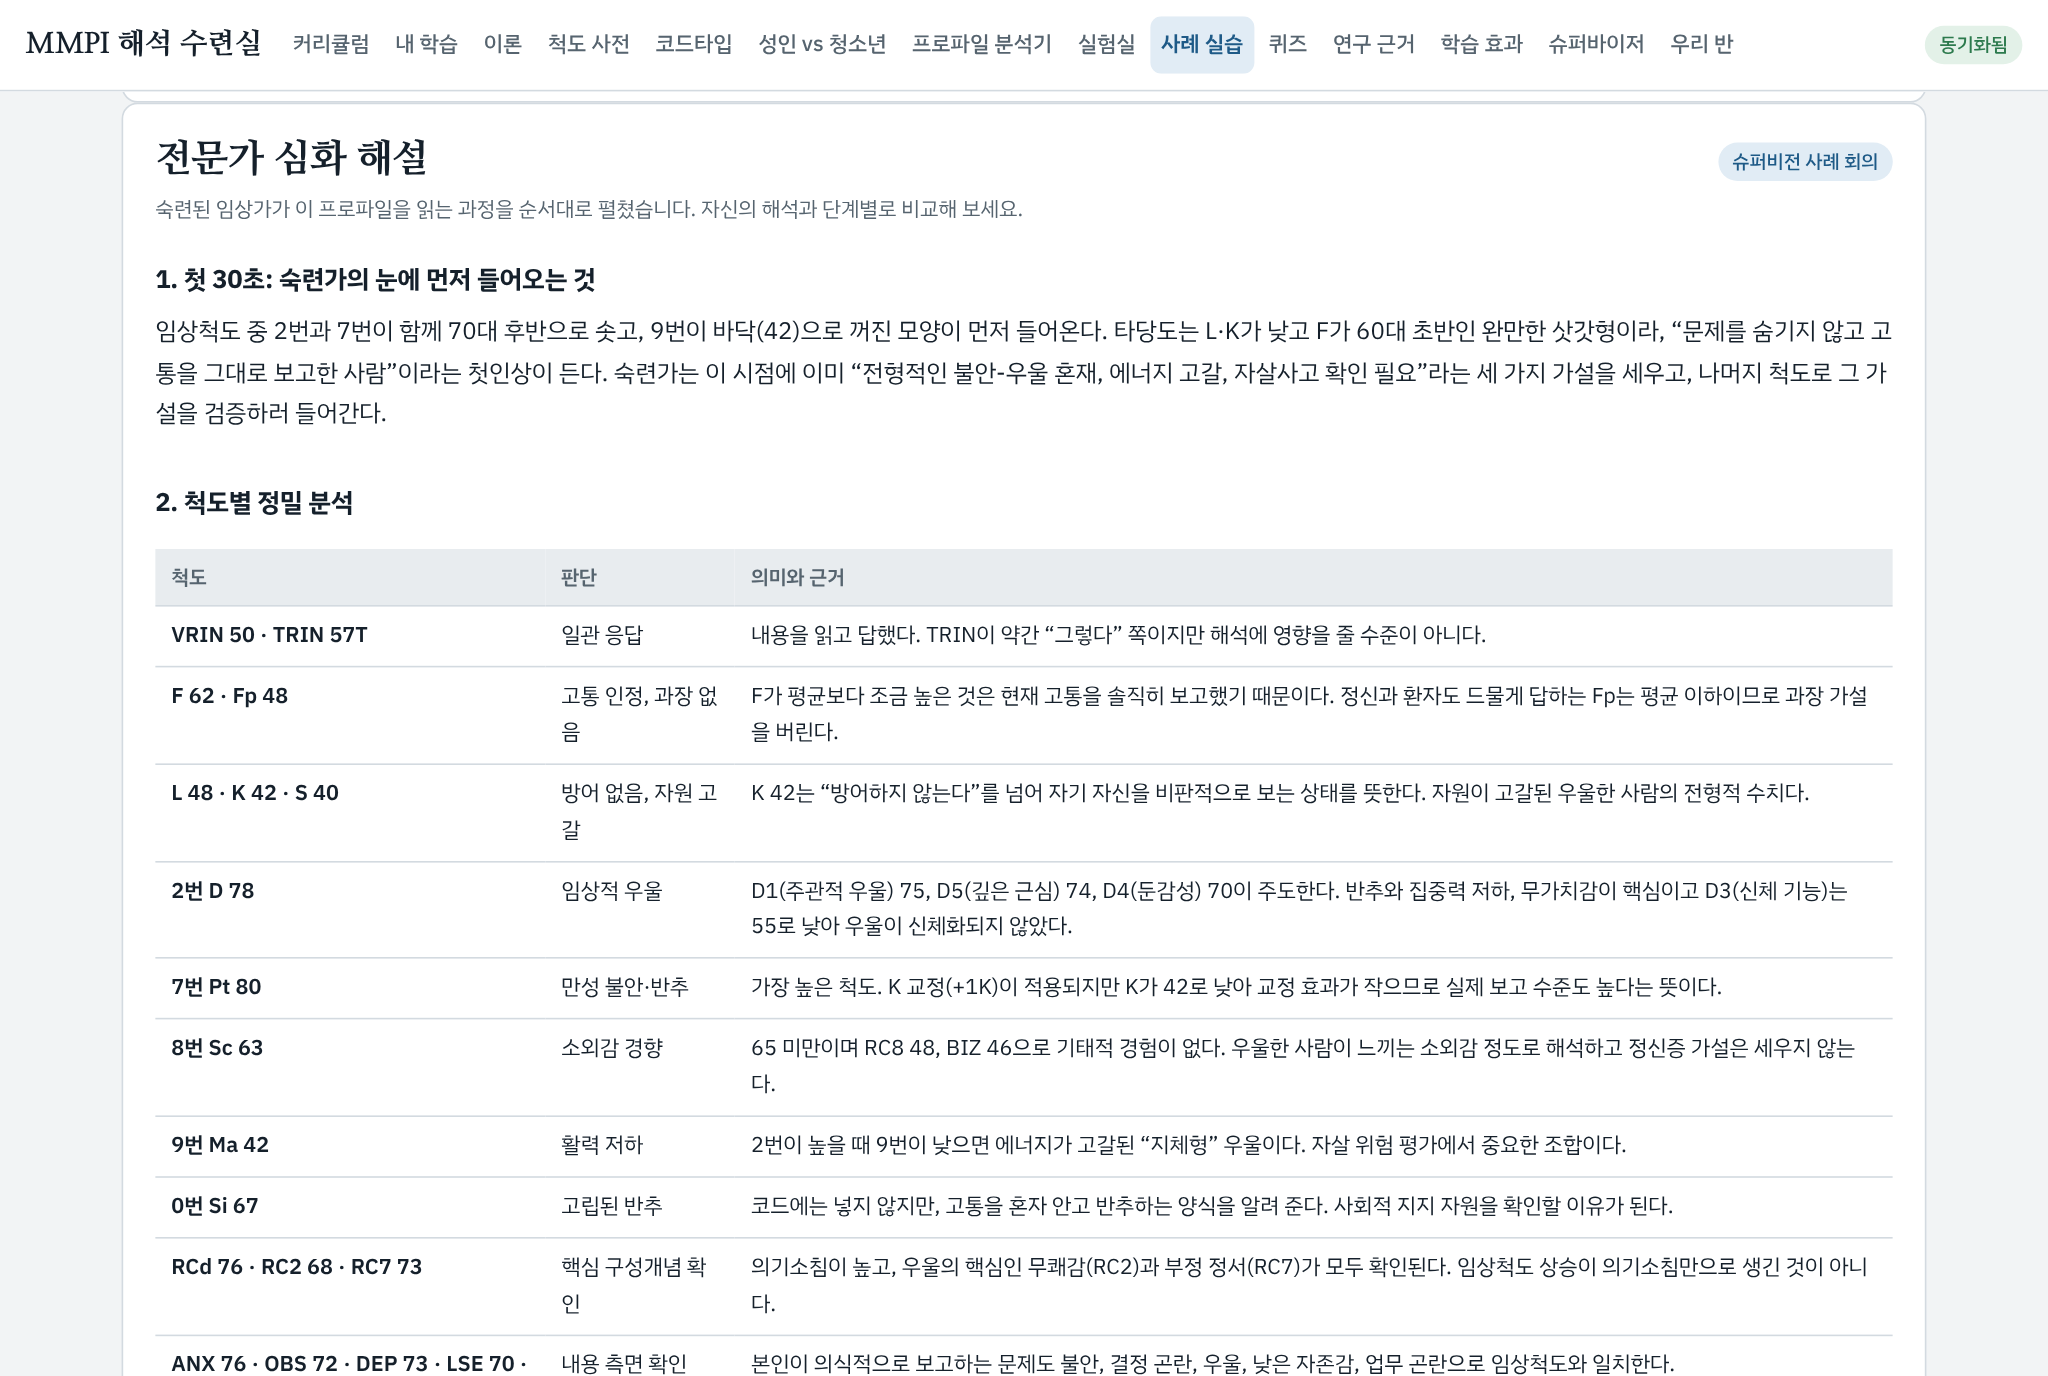 MMPI 해석 수련실 커리큘럼 내 학습 이론 척도 사전 코드타입 성인 vs 청소년 프로파일 분석기 실험실 사례 실습 퀴즈 연구 근거 학습 효과 슈퍼바이저 우리 반 동기화됨
전문가 심화 해설 슈퍼비전 사례 회의
숙련된 임상가가 이 프로파일을 읽는 과정을 순서대로 펼쳤습니다. 자신의 해석과 단계별로 비교해 보세요.
1. 첫 30초: 숙련가의 눈에 먼저 들어오는 것
임상척도 중 2번과 7번이 함께 70대 후반으로 솟고, 9번이 바닥(42)으로 꺼진 모양이 먼저 들어온다. 타당도는 L·K가 낮고 F가 60대 초반인 완만한 삿갓형이라, “문제를 숨기지 않고 고
통을 그대로 보고한 사람”이라는 첫인상이 든다. 숙련가는 이 시점에 이미 “전형적인 불안-우울 혼재, 에너지 고갈, 자살사고 확인 필요”라는 세 가지 가설을 세우고, 나머지 척도로 그 가
설을 검증하러 들어간다.
2. 척도별 정밀 분석
척도 판단 의미와 근거
VRIN 50 · TRIN 57T 일관 응답 내용을 읽고 답했다. TRIN이 약간 “그렇다” 쪽이지만 해석에 영향을 줄 수준이 아니다.
F 62 · Fp 48 고통 인정, 과장 없 F가 평균보다 조금 높은 것은 현재 고통을 솔직히 보고했기 때문이다. 정신과 환자도 드물게 답하는 Fp는 평균 이하이므로 과장 가설
음 을 버린다.
L 48 · K 42 · S 40 방어 없음, 자원 고 K 42는 “방어하지 않는다”를 넘어 자기 자신을 비판적으로 보는 상태를 뜻한다. 자원이 고갈된 우울한 사람의 전형적 수치다.
갈
2번 D 78 임상적 우울 D1(주관적 우울) 75, D5(깊은 근심) 74, D4(둔감성) 70이 주도한다. 반추와 집중력 저하, 무가치감이 핵심이고 D3(신체 기능)는
55로 낮아 우울이 신체화되지 않았다.
7번 Pt 80 만성 불안·반추 가장 높은 척도. K 교정(+1K)이 적용되지만 K가 42로 낮아 교정 효과가 작으므로 실제 보고 수준도 높다는 뜻이다.
8번 Sc 63 소외감 경향 65 미만이며 RC8 48, BIZ 46으로 기태적 경험이 없다. 우울한 사람이 느끼는 소외감 정도로 해석하고 정신증 가설은 세우지 않는
다.
9번 Ma 42 활력 저하 2번이 높을 때 9번이 낮으면 에너지가 고갈된 “지체형” 우울이다. 자살 위험 평가에서 중요한 조합이다.
0번 Si 67 고립된 반추 코드에는 넣지 않지만, 고통을 혼자 안고 반추하는 양식을 알려 준다. 사회적 지지 자원을 확인할 이유가 된다.
RCd 76 · RC2 68 · RC7 73 핵심 구성개념 확 의기소침이 높고, 우울의 핵심인 무쾌감(RC2)과 부정 정서(RC7)가 모두 확인된다. 임상척도 상승이 의기소침만으로 생긴 것이 아니
인 다.
ANX 76 · OBS 72 · DEP 73 · LSE 70 · 내용 측면 확인 본인이 의식적으로 보고하는 문제도 불안, 결정 곤란, 우울, 낮은 자존감, 업무 곤란으로 임상척도와 일치한다.